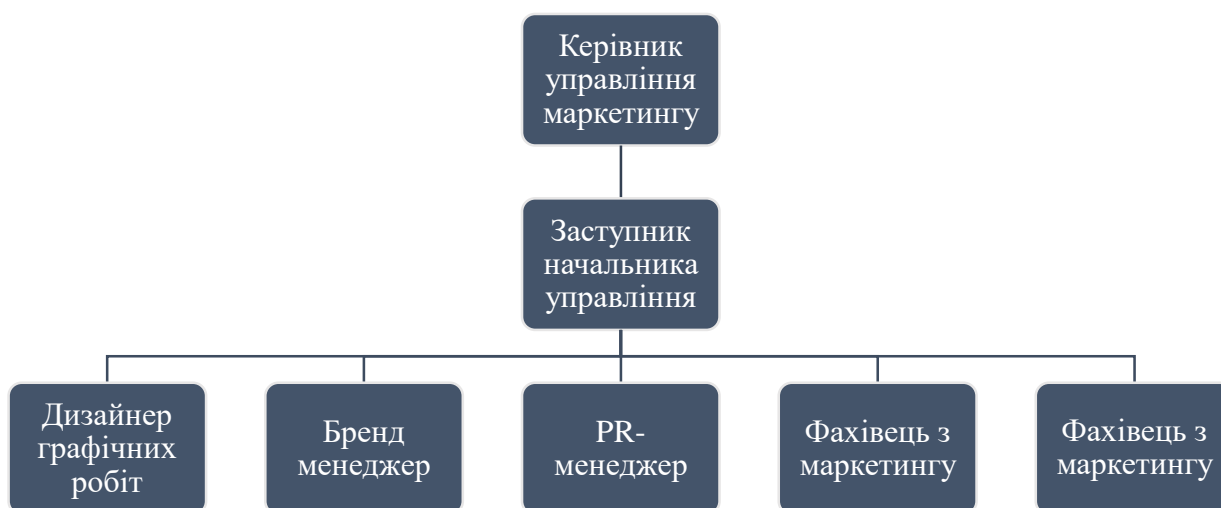 Керівник
управління
маркетингу
Заступник
начальника
управління
Дизайнер
графічних
робіт
Бренд
менеджер
PR-
менеджер
Фахівець з
маркетингу
Фахівець з
маркетингу